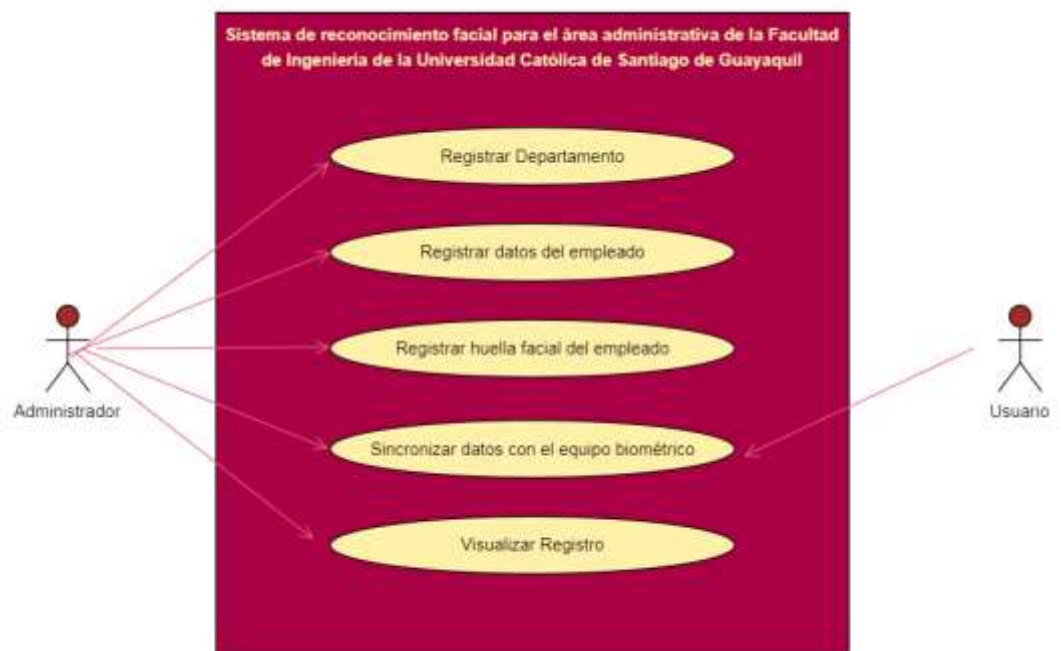 Sistema de reconocimiento facial para el área administrativa de la Facultad
de Ingeniería de la Universidad Católica de Santiago de Guayaquil
Registrar Departamento
Registrar datos del empleado
Registrar huella facial del empleado
Administrador
Usuario
Sincronizar datos con el equipo biométrico
Visualizar Registro